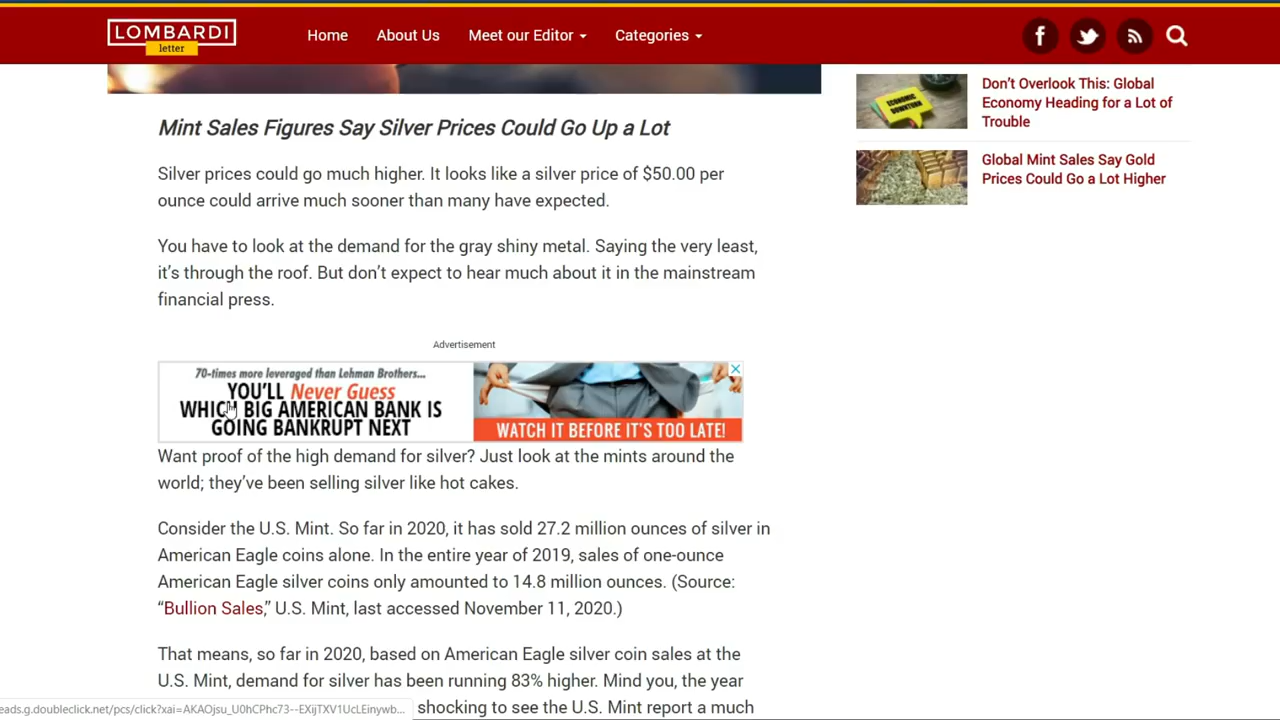 LOMBARDI
letter
Home
About Us
Meet our Editor
Categories
Don't Overlook This: Global
Economy Heading for a Lot of
Trouble
ECONOMIC
DOWNTURN
Global Mint Sales Say Gold
Prices Could Go a Lot Higher
Mint Sales Figures Say Silver Prices Could Go Up a Lot
Silver prices could go much higher. It looks like a silver price of $50.00 per
ounce could arrive much sooner than many have expected.
You have to look at the demand for the gray shiny metal. Saying the very least,
it's through the roof. But don't expect to hear much about it in the mainstream
financial press.
Advertisement
70-times more leveraged than Lehman Brothers...
YOU'LL Never Guess
WHICH BIG AMERICAN BANK IS
GOING BANKRUPT NEXT
WATCH IT BEFORE IT'S TOO LATE!
Want proof of the high demand for silver? Just look at the mints around the
world; they've been selling silver like hot cakes.
Consider the U.S. Mint. So far in 2020, it has sold 27.2 million ounces of silver in
American Eagle coins alone. In the entire year of 2019, sales of one-ounce
American Eagle silver coins only amounted to 14.8 million ounces. (Source:
“Bullion Sales,” U.S. Mint, last accessed November 11, 2020.)
That means, so far in 2020, based on American Eagle silver coin sales at the
U.S. Mint, demand for silver has been running 83% higher. Mind you, the year
shocking to see the U.S. Mint report a much
eads.g.doubleclick.net/pcs/click?xai=AKAOjsu_U0hCPhc73--EXijTXV1UcLEinywb...